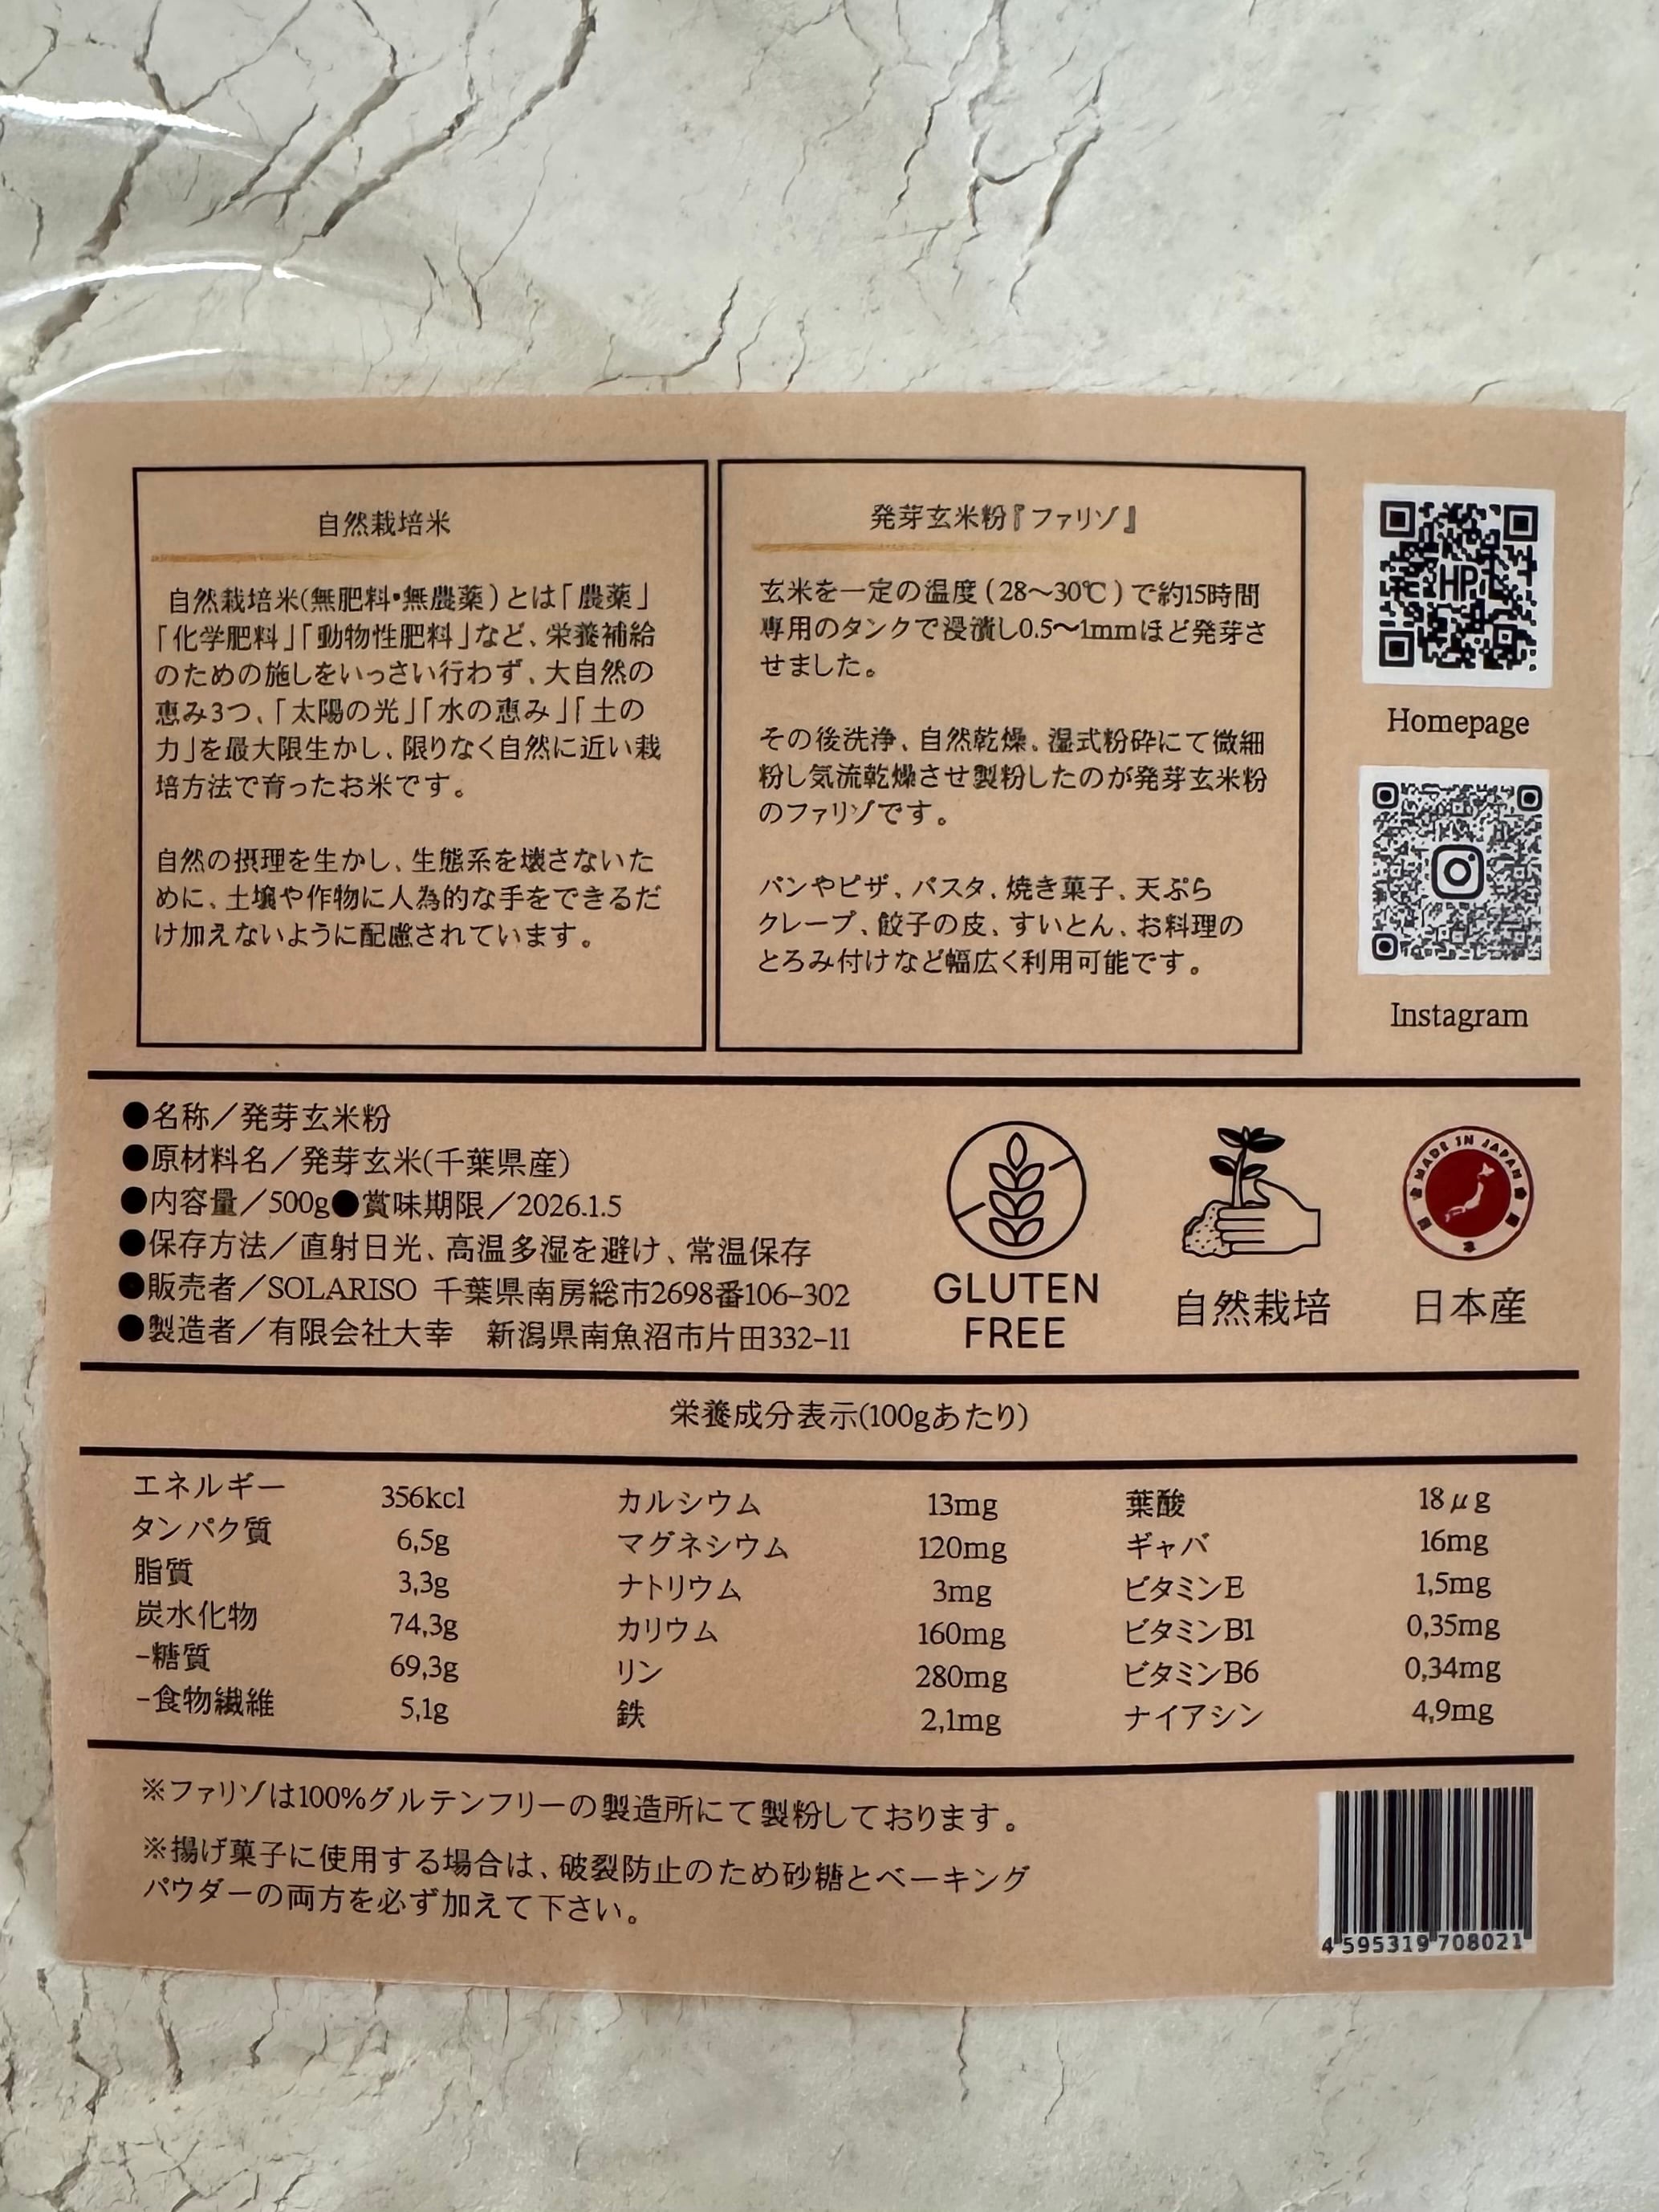 自然栽培米
自然栽培米(無肥料•無農薬)とは「農薬」
「化学肥料」「動物性肥料」など、栄養補給
のための施しをいっさい行わず、大自然の
恵み3つ、「太陽の光」「水の恵み」「土の
力」を最大限生かし、限りなく自然に近い栽
培方法で育ったお米です。
自然の摂理を生かし、生態系を壊さないた
めに、土壌や作物に人為的な手をできるだ
け加えないように配慮されています。
発芽玄米粉『ファリゾ』
玄米を一定の温度(28〜30℃)で約15時間
専用のタンクで浸漬し0.5〜1mmほど発芽さ
せました。
その後洗浄、自然乾燥、湿式粉砕にて微細
粉し気流乾燥させ製粉したのが発芽玄米粉
のファリゾです。
パンやピザ、パスタ、焼き菓子、天ぷら
クレープ、餃子の皮、すいとん、お料理の
とろみ付けなど幅広く利用可能です。
HP
Homepage
Instagram
●名称／発芽玄米粉
●原材料名／発芽玄米(千葉県産)
●内容量／500g●賞味期限／2026.1.5
●保存方法／直射日光、高温多湿を避け、常温保存
●販売者／SOLARISO 千葉県南房総市2698番106-302
●製造者／有限会社大幸　新潟県南魚沼市片田332-11
GLUTEN
FREE
自然栽培
MADE IN JAPAN
日本産
栄養成分表示(100gあたり)
エネルギー 356kcl カルシウム 13mg 葉酸 18μg
タンパク質 6,5g マグネシウム 120mg ギャバ 16mg
脂質 3,3g ナトリウム 3mg ビタミンE 1,5mg
炭水化物 74,3g カリウム 160mg ビタミンB1 0,35mg
-糖質 69,3g リン 280mg ビタミンB6 0,34mg
-食物繊維 5,1g 鉄 2,1mg ナイアシン 4,9mg
※ファリゾは100%グルテンフリーの製造所にて製粉しております。
※揚げ菓子に使用する場合は、破裂防止のため砂糖とベーキング
パウダーの両方を必ず加えて下さい。
4 595319 708021